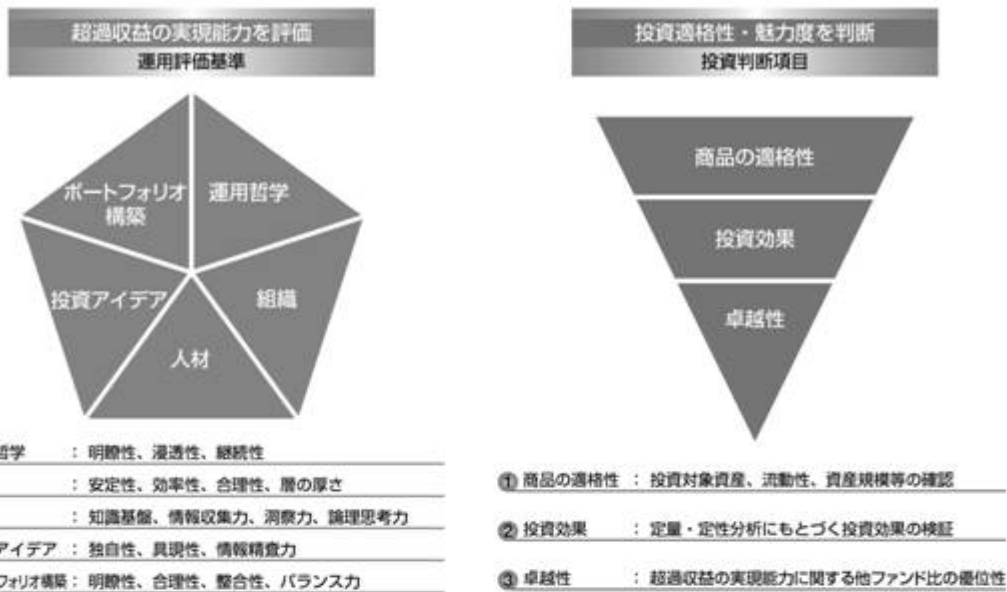 超過収益の実現能力を評価
運用評価基準
ポートフォリオ
構築
運用哲学
投資アイデア
組織
人材
哲学 : 明瞭性、浸透性、継続性
: 安定性、効率性、合理性、層の厚さ
: 知識基盤、情報収集力、洞察力、論理思考力
アイデア : 独自性、具現性、情報精査力
フォリオ構築: 明瞭性、合理性、整合性、バランス力
投資適格性・魅力度を判断
投資判断項目
商品の適格性
投資効果
卓越性
① 商品の適格性 : 投資対象資産、流動性、資産規模等の確認
② 投資効果 : 定量・定性分析にもとづく投資効果の検証
③ 卓越性 : 超過収益の実現能力に関する他ファンド比の優位性